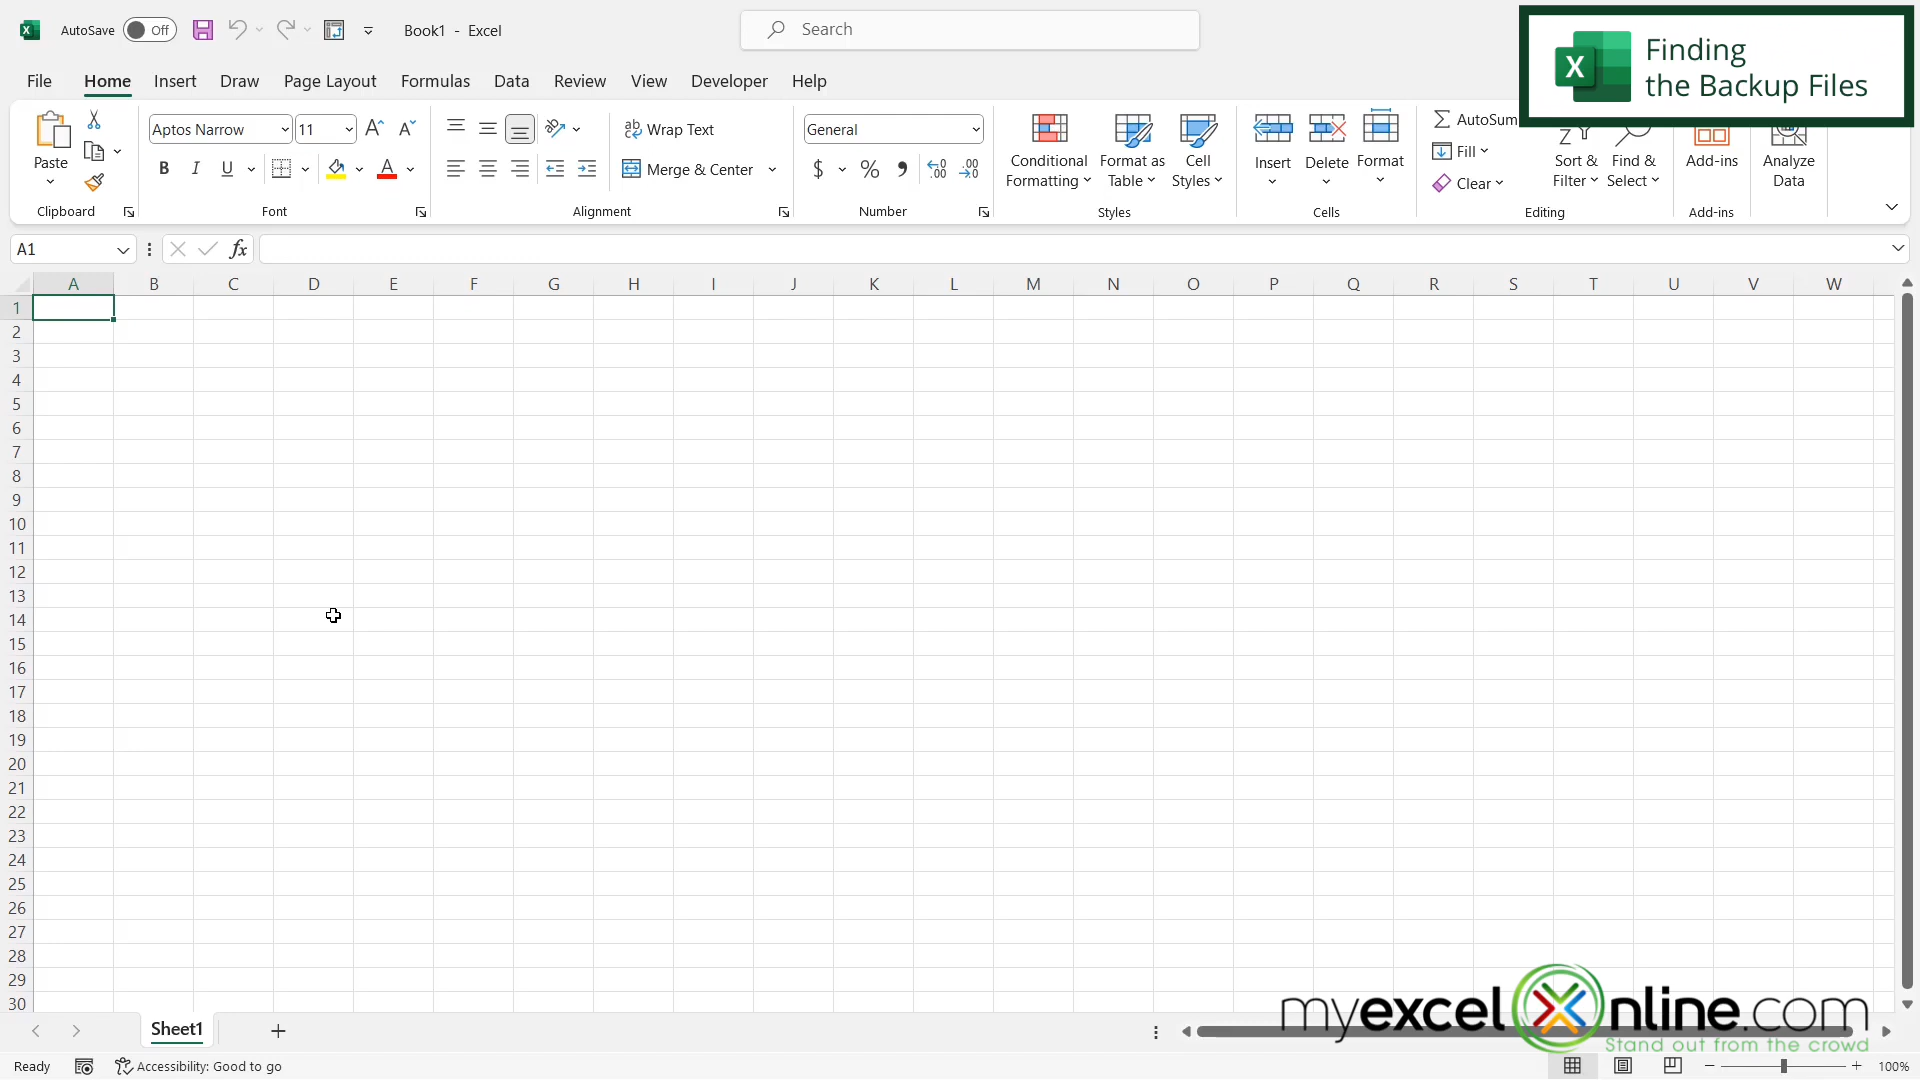 AutoSave Off Book1 - Excel Search
Finding
the Backup Files
File Home Insert Draw Page Layout Formulas Data Review View Developer Automate Help
Paste
Clipboard
Aptos Narrow 11
B I U
Font
Wrap Text
Merge & Center
Alignment
General
$ % 9
Number
Conditional
Formatting
Format as
Table
Cell
Styles
Styles
Insert Delete Format
Cells
AutoSum
Fill
Clear
Sort &
Filter
Find &
Select
Editing
Add-ins
Add-ins
Analyze
Data
A1 fx
A B C D E F G H I J K L M N O P Q R S T U V W
1
2
3
4
5
6
7
8
9
10
11
12
13
14
15
16
17
18
19
20
21
22
23
24
25
26
27
28
29
30
Sheet1
myexcelonline.com
Stand out from the crowd
Ready Accessibility: Good to go 100%